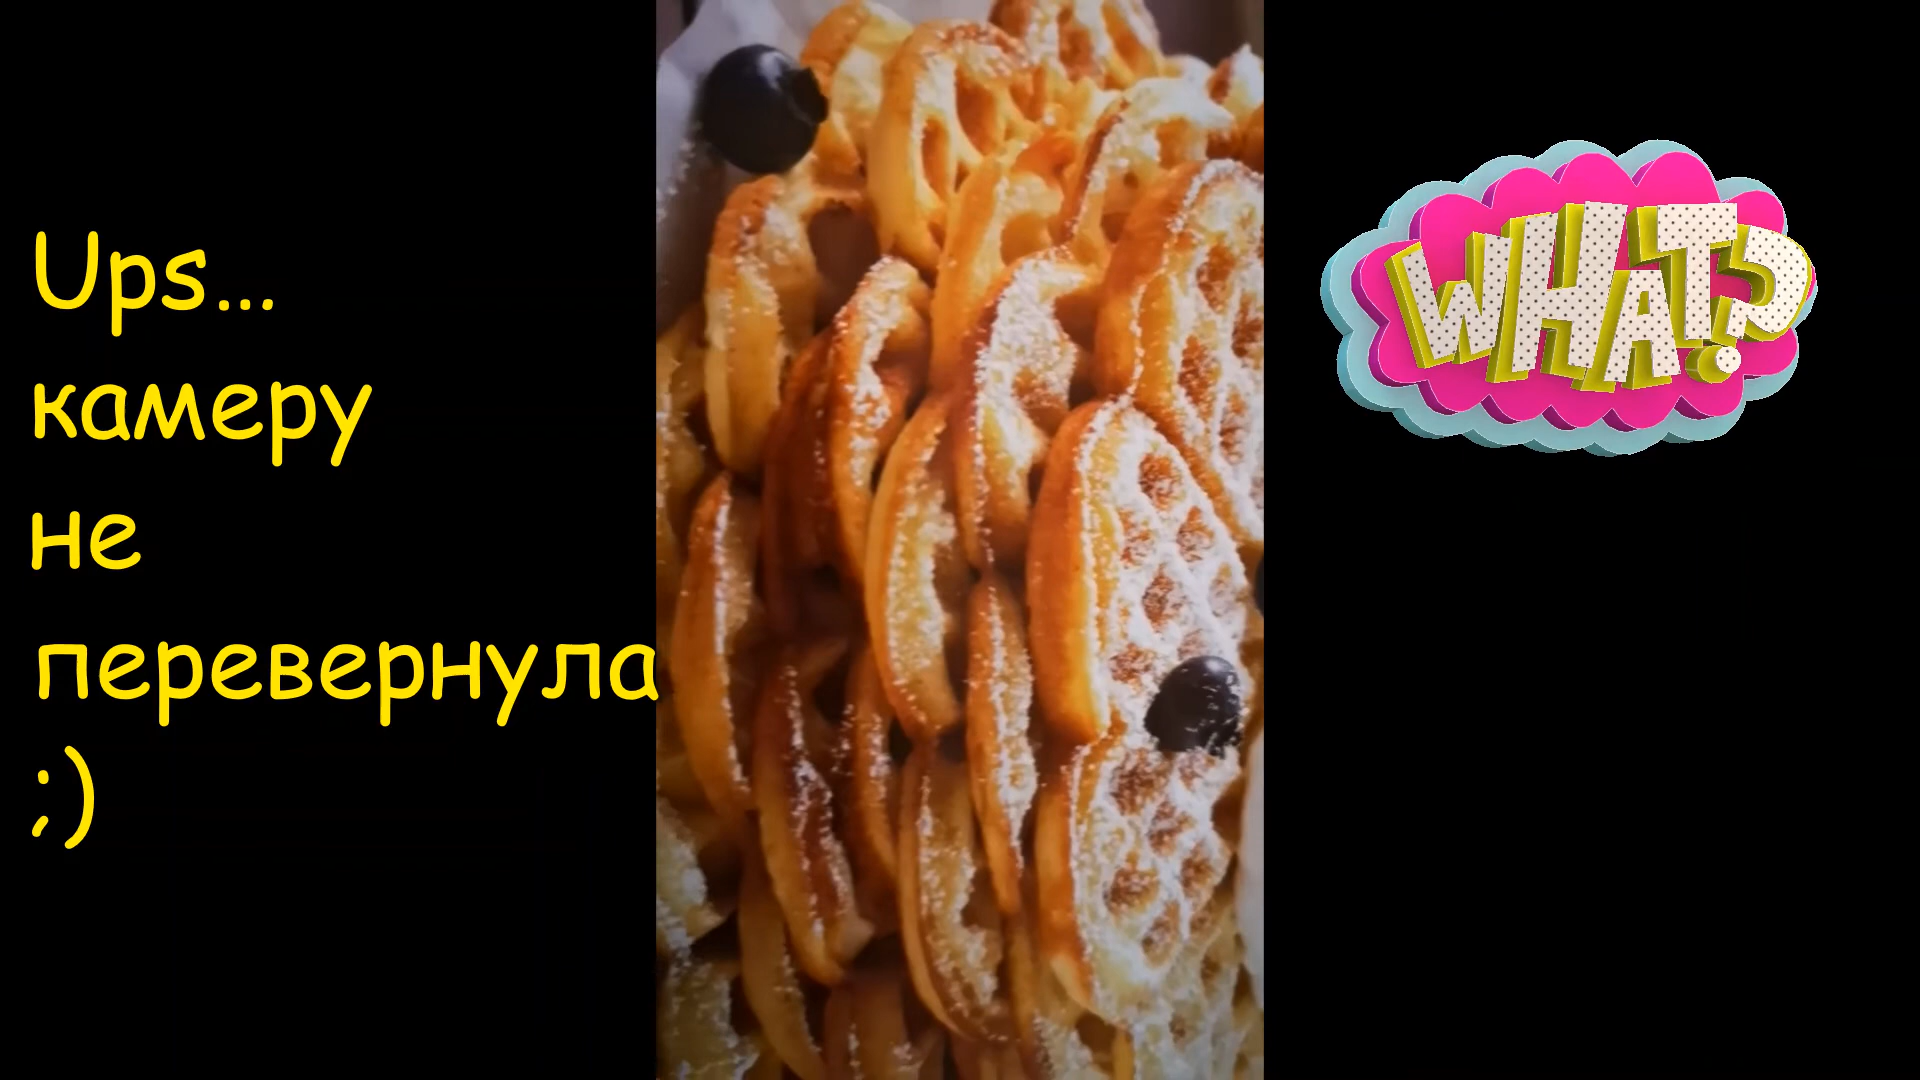 Ups...
камеру
не
перевернула
;)
WHAT?